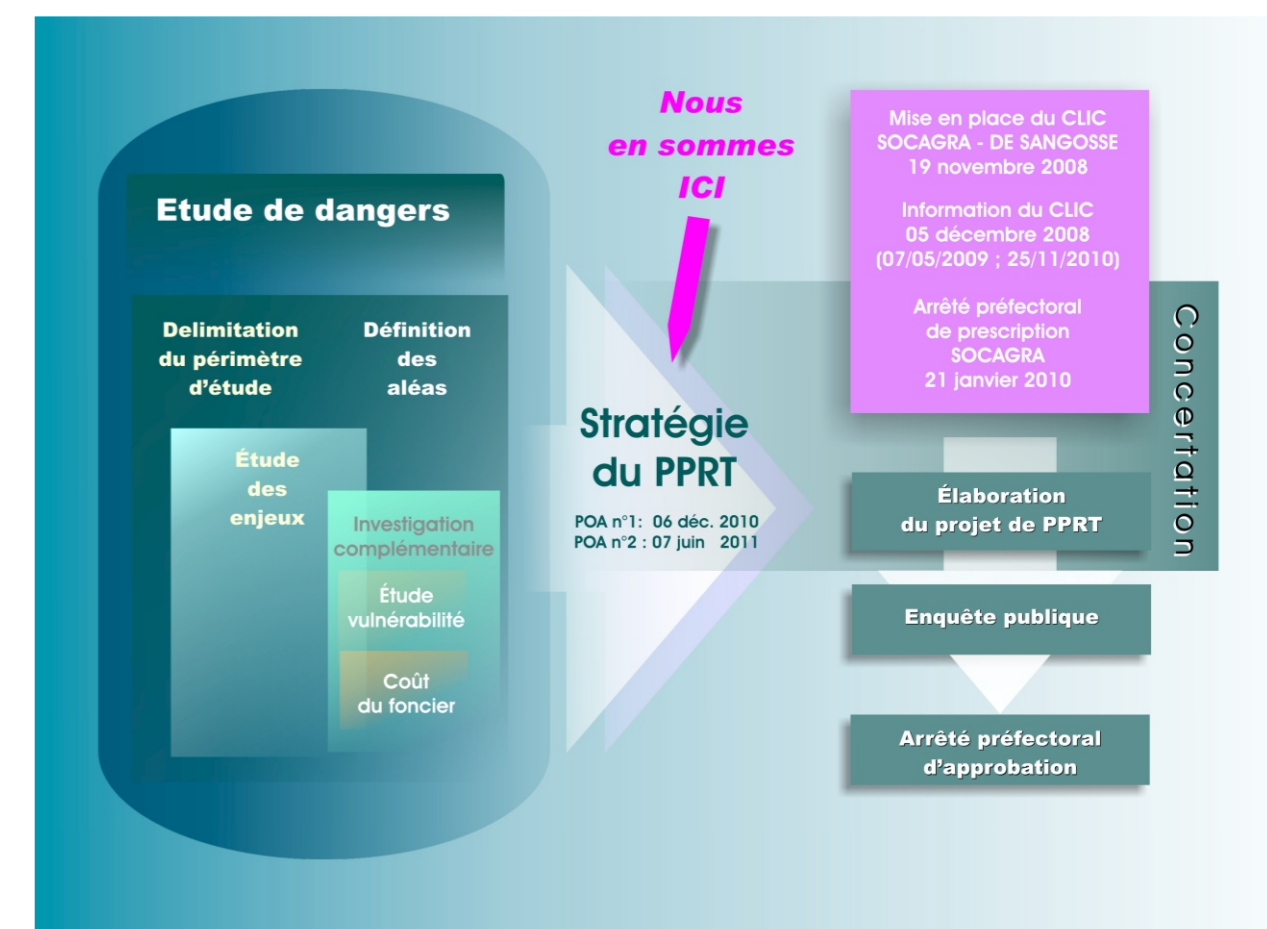 Nous
en sommes
ICI
Etude de dangers
Delimitation
du périmètre
d'étude
Définition
des
aléas
Étude
des
enjeux
Investigation
complémentaire
Étude
vulnérabilité
Coût
du foncier
Stratégie
du PPRT
POA n°1: 06 déc. 2010
POA n°2 : 07 juin 2011
Mise en place du CLIC
SOCAGRA - DE SANGOSSE
19 novembre 2008
Information du CLIC
05 décembre 2008
(07/05/2009 ; 25/11/2010)
Arrêté préfectoral
de prescription
SOCAGRA
21 janvier 2010
Concertation
Élaboration
du projet de PPRT
Enquête publique
Arrêté préfectoral
d'approbation